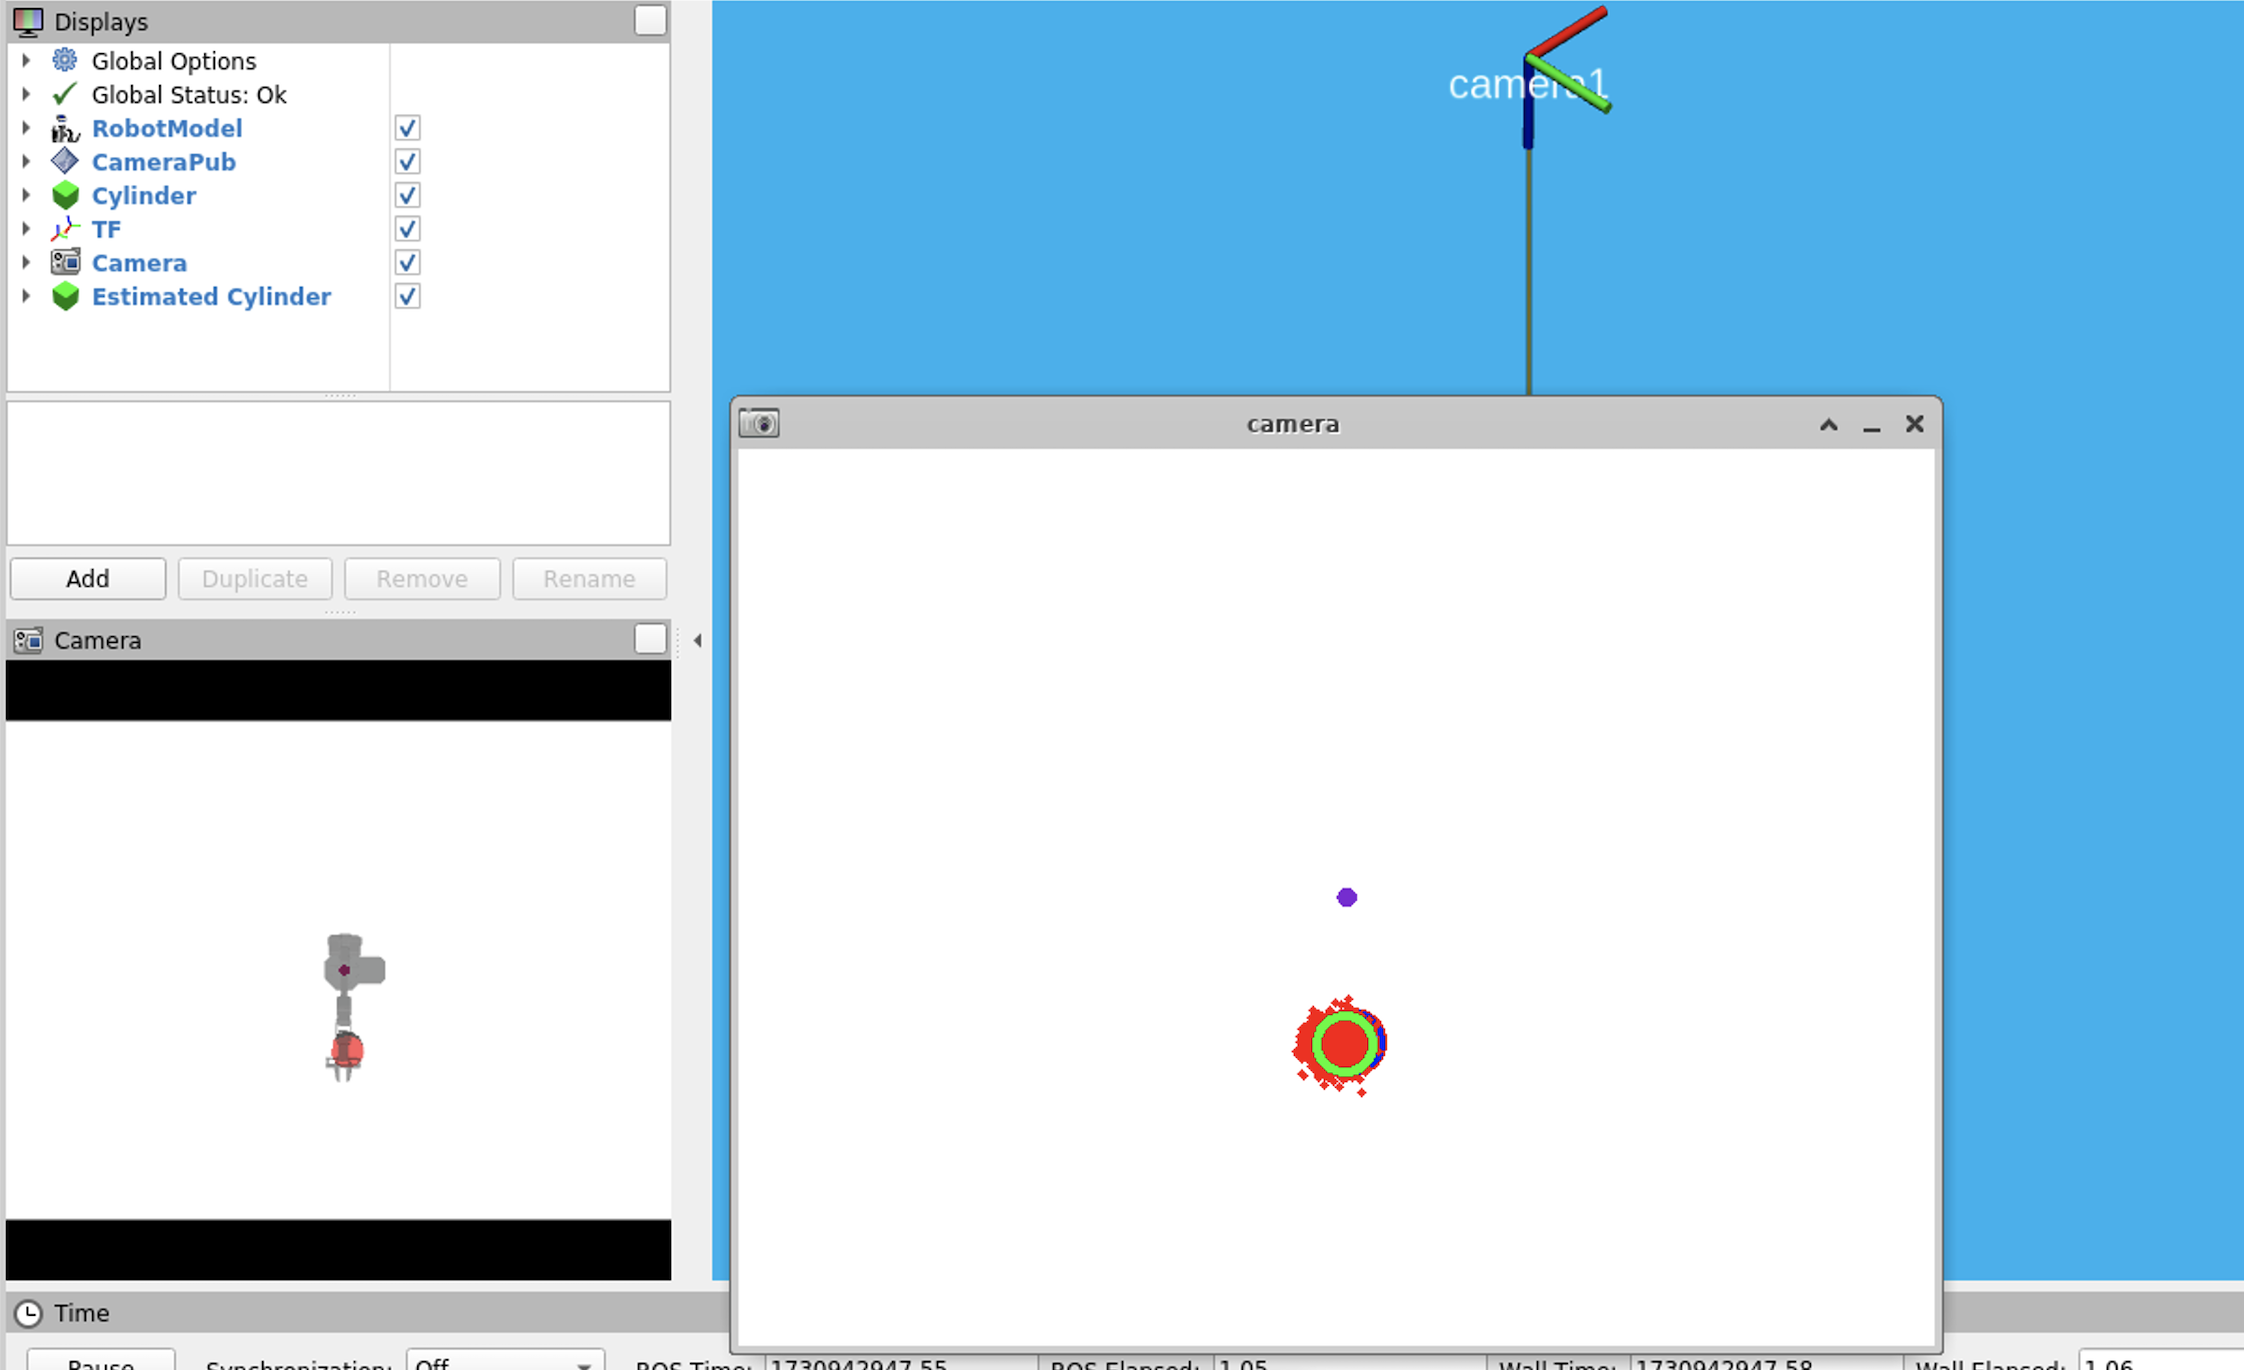 Displays
Global Options
Global Status: Ok
RobotModel
CameraPub
Cylinder
TF
Camera
Estimated Cylinder
Add Duplicate Remove Rename
Camera
camera1
camera
Time
Pause Synchronization: Off ROS Time: 1730942947.55 ROS Elapsed: 1.05 Wall Time: 1730942947.58 Wall Elapsed: 1.06